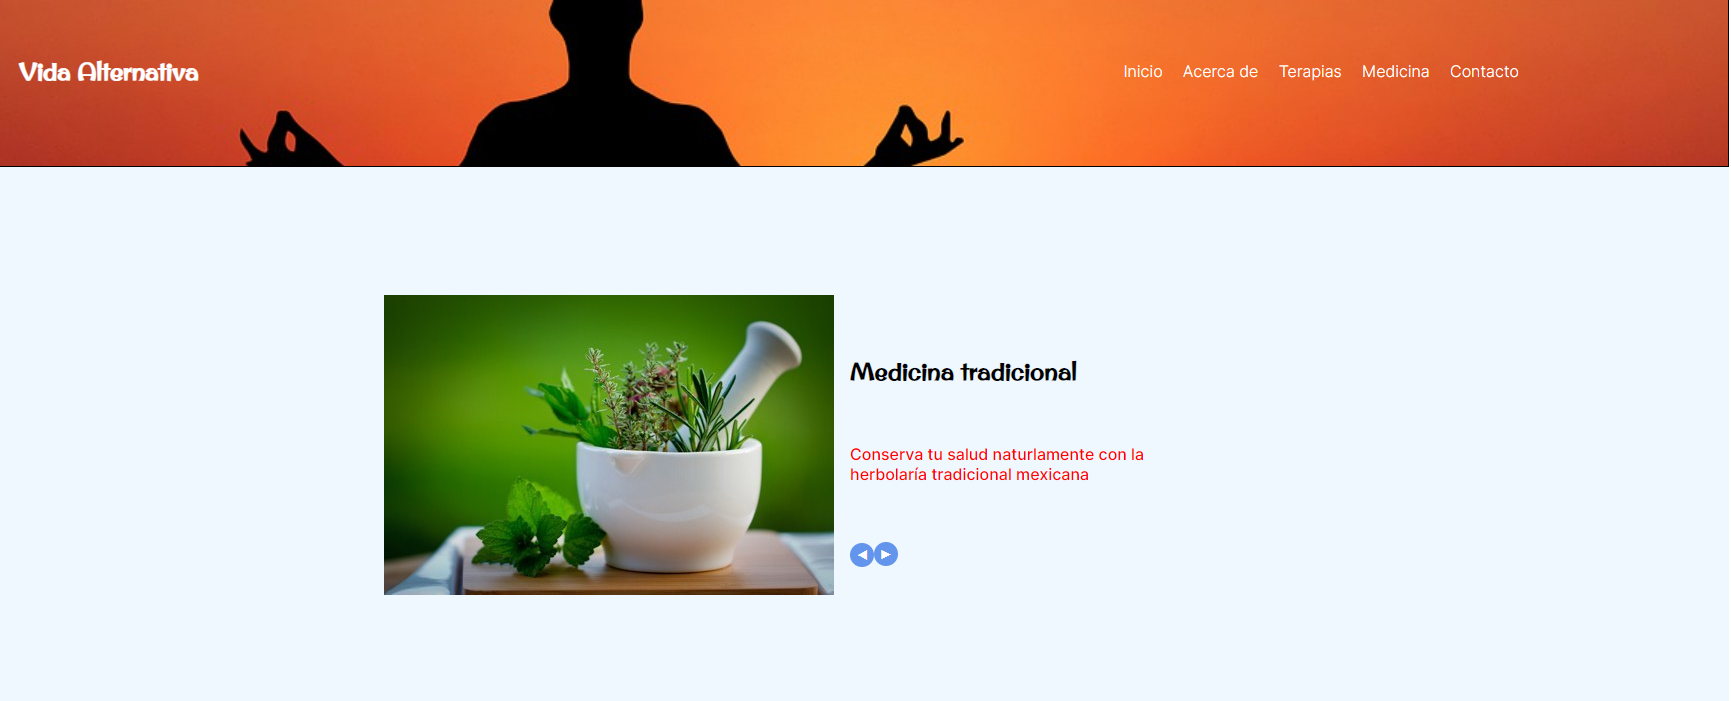 Vida Alternativa
Inicio Acerca de Terapias Medicina Contacto
Medicina tradicional
Conserva tu salud naturlamente con la
herbolaría tradicional mexicana